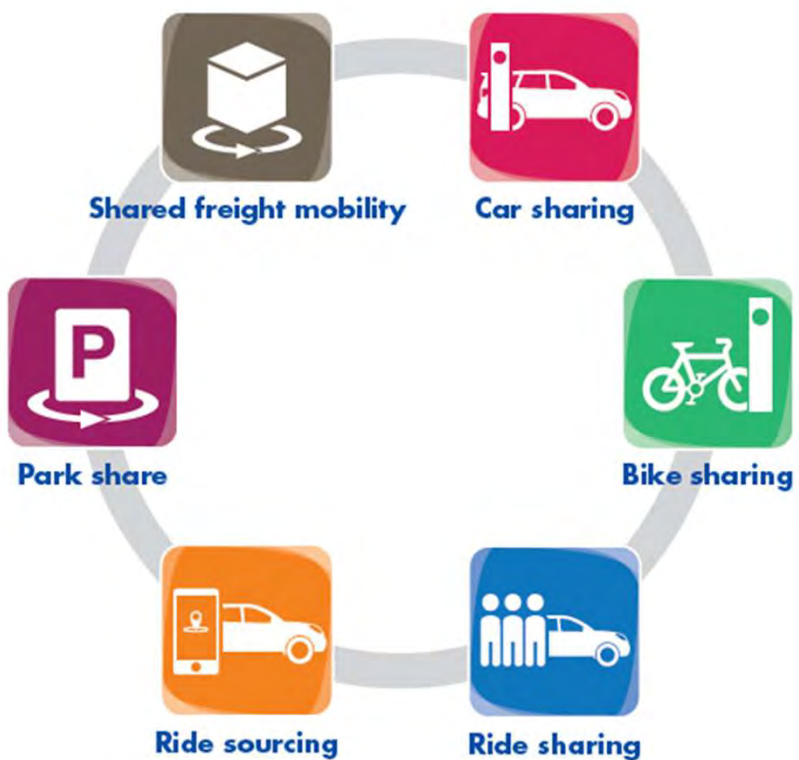 Shared freight mobility
Car sharing
P
Park share
Bike sharing
Ride sourcing
Ride sharing